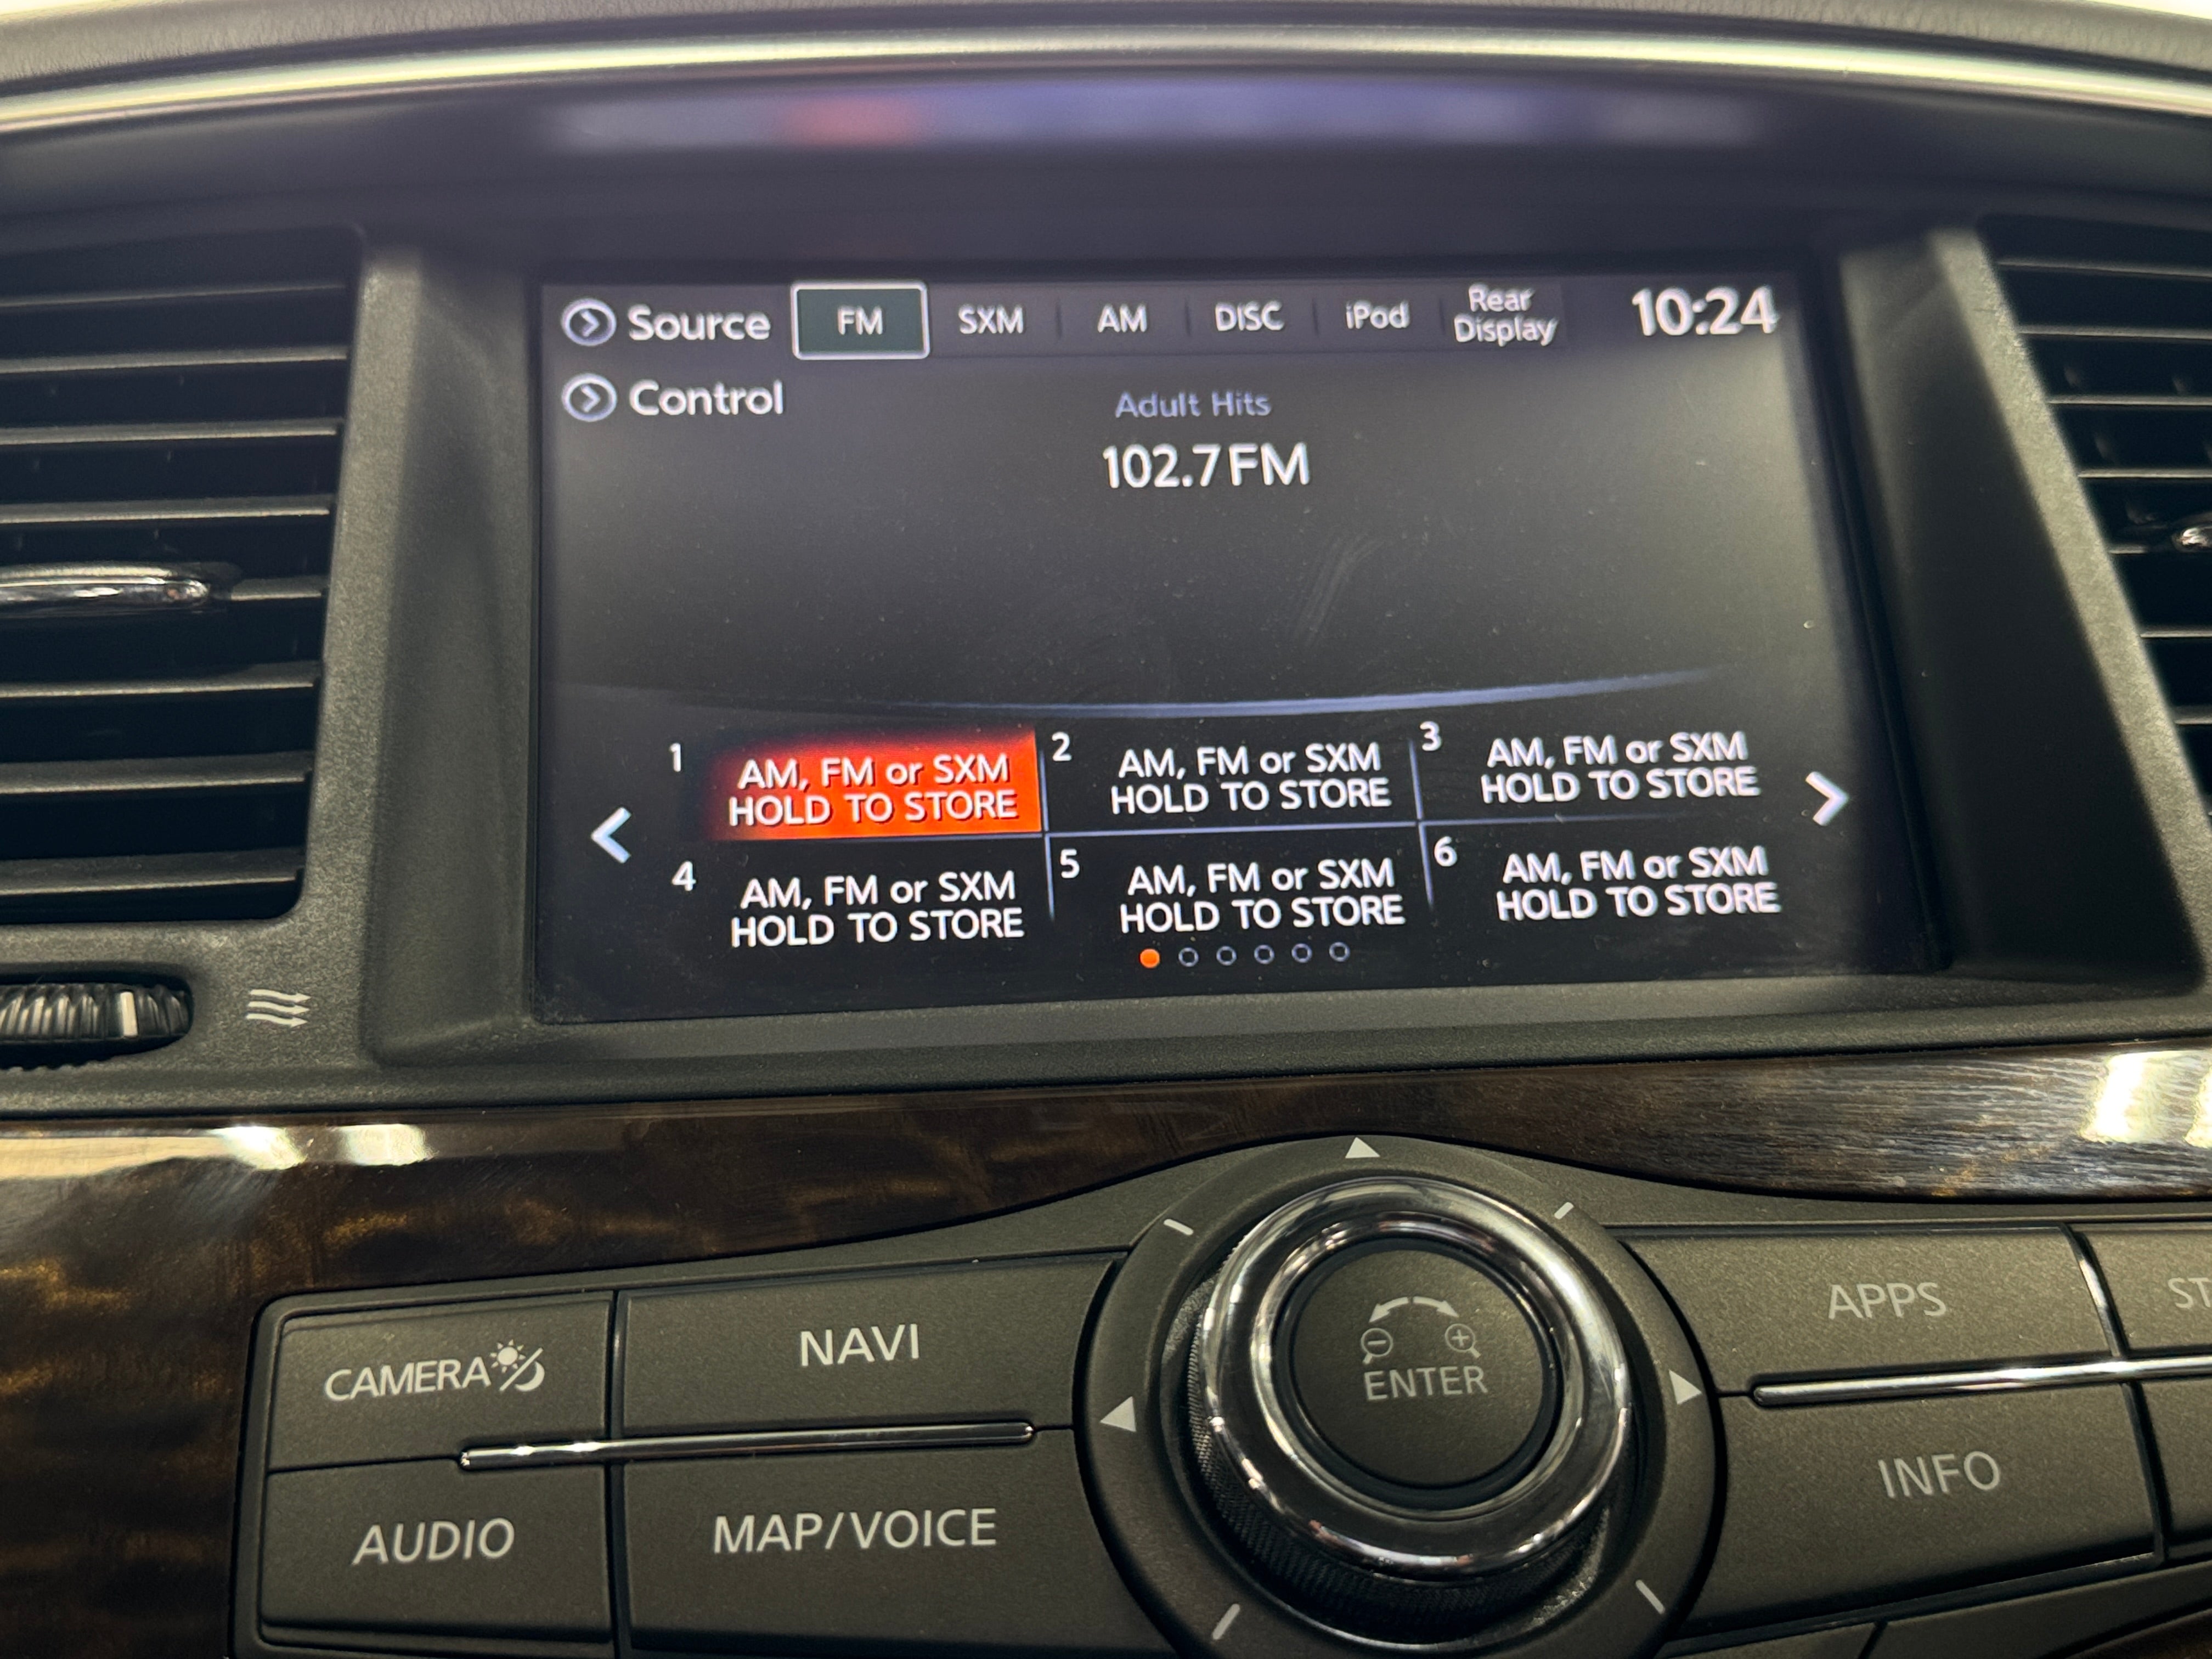 Source FM SXM AM DISC iPod Rear Display 10:24
Control
Adult Hits
102.7 FM
1 AM, FM or SXM HOLD TO STORE
2 AM, FM or SXM HOLD TO STORE
3 AM, FM or SXM HOLD TO STORE
4 AM, FM or SXM HOLD TO STORE
5 AM, FM or SXM HOLD TO STORE
6 AM, FM or SXM HOLD TO STORE
CAMERA
NAVI
ENTER
APPS
AUDIO
MAP/VOICE
INFO